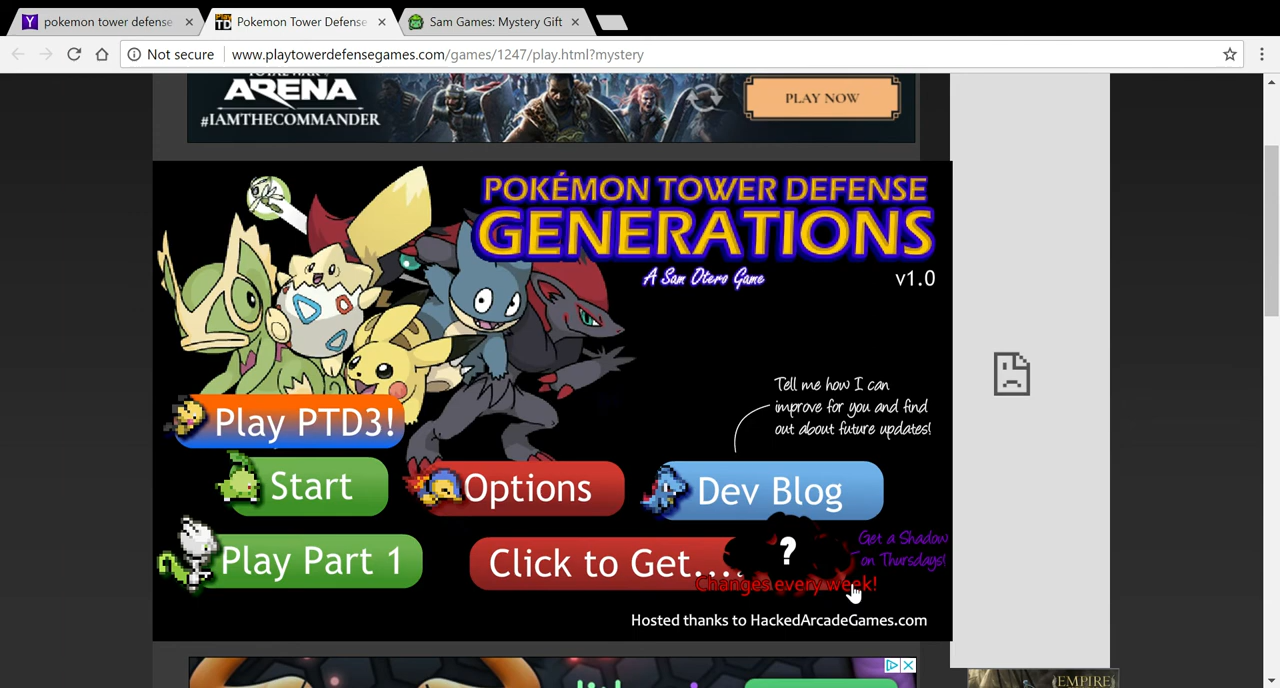 pokemon tower defense
Pokemon Tower Defense
Sam Games: Mystery Gift
Not secure
www.playtowerdefensegames.com/games/1247/play.html?mystery
TOTAL WAR
ARENA
#IAMTHECOMMANDER
PLAY NOW
POKÉMON TOWER DEFENSE
GENERATIONS
A Sam Otero Game
v1.0
Tell me how I can
improve for you and find
out about future updates!
Play PTD3!
Start
Options
Dev Blog
Play Part 1
Click to Get....
?
Get a Shadow
on Thursdays!
Changes every week!
Hosted thanks to HackedArcadeGames.com
EMPIRE